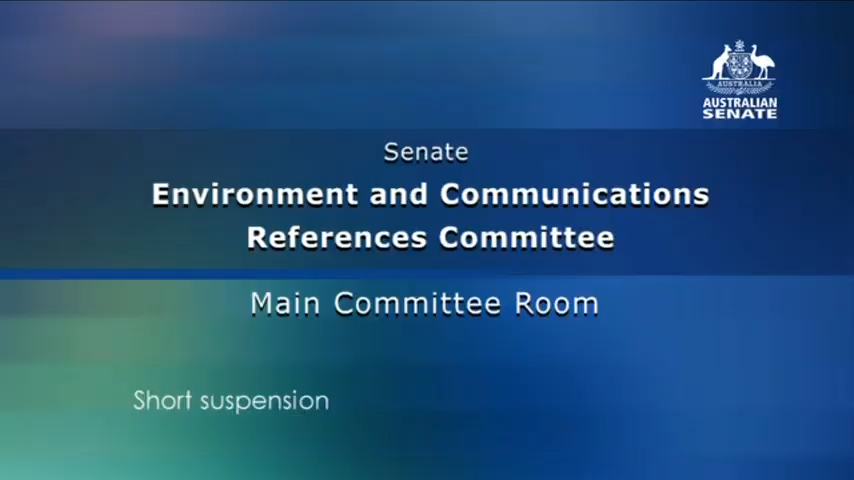 AUSTRALIA
AUSTRALIAN
SENATE
Senate
Environment and Communications
References Committee
Main Committee Room
Short suspension